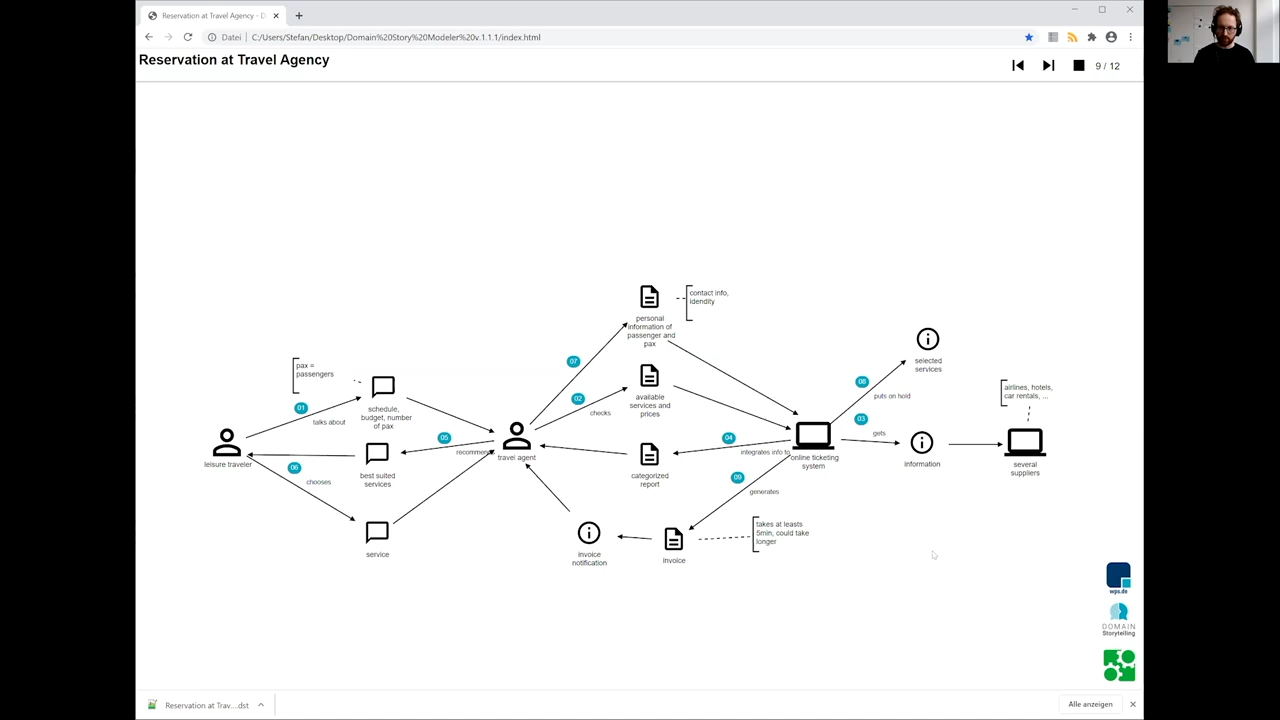 Reservation at Travel Agency - D
Datei
C:/Users/Stefan/Desktop/Domain%20Story%20Modeler%20v.1.1.1/index.html
Reservation at Travel Agency
9 / 12
contact info,
idendity
personal
information of
passenger and
pax
selected
services
07
08
puts on hold
pax =
passengers
schedule,
budget, number
of pax
01
talks about
available
services and
prices
02
checks
airlines, hotels,
car rentals, ...
03
gets
leisure traveler
05
recommen
travel agent
04
integrates info to
online ticketing
system
information
several
suppliers
best suited
services
06
chooses
categorized
report
09
generates
service
takes at leasts
5min, could take
longer
invoice
notification
invoice
wps.de
DOMAIN
Storytelling
Reservation at Trav....dst
Alle anzeigen